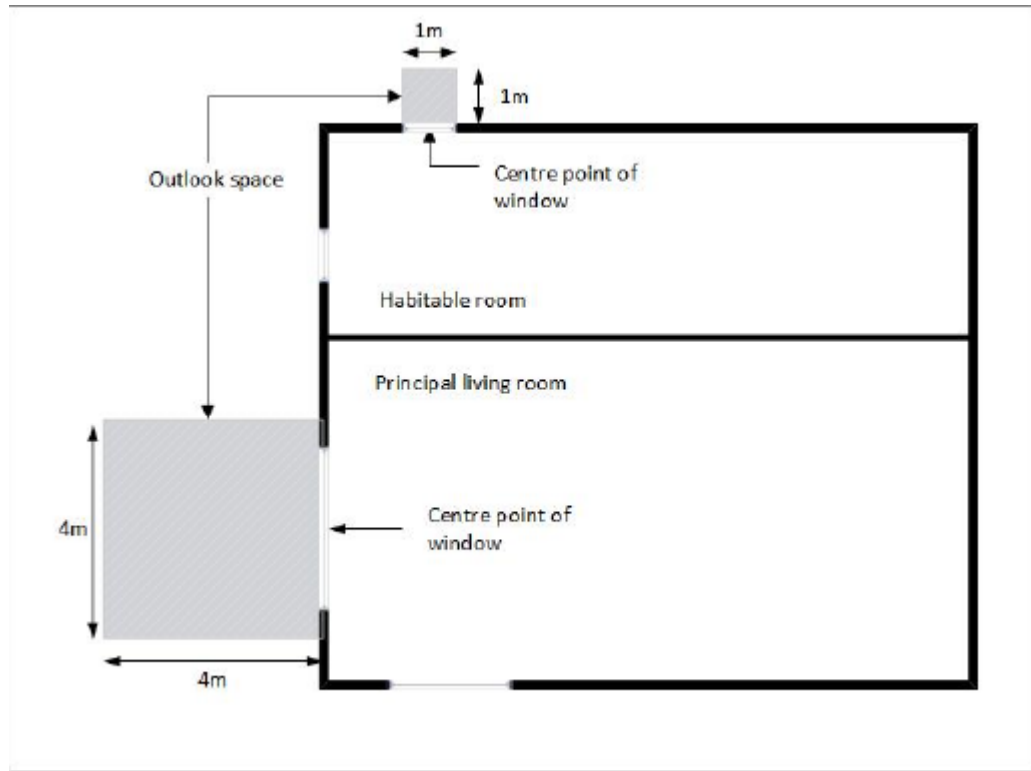 1m
1m
Outlook space
Centre point of
window
Habitable room
Principal living room
4m
Centre point of
window
4m